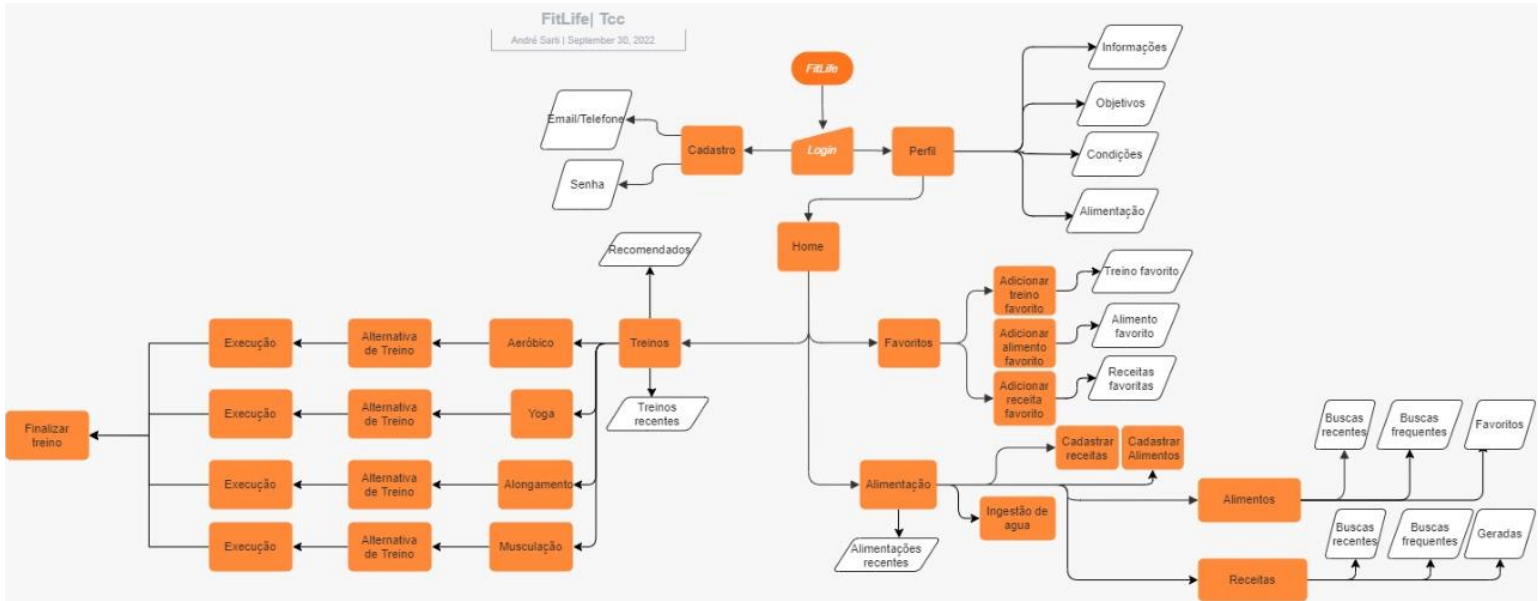 FitLife| Tcc
André Sarti | September 30, 2022
FitLife
Login
Cadastro
Email/Telefone
Senha
Perfil
Informações
Objetivos
Condições
Alimentação
Home
Recomendados
Treinos
Treinos
recentes
Aeróbico
Alternativa
de Treino
Execução
Yoga
Alternativa
de Treino
Execução
Alongamento
Alternativa
de Treino
Execução
Musculação
Alternativa
de Treino
Execução
Finalizar
treino
Favoritos
Adicionar
treino
favorito
Treino favorito
Adicionar
alimento
favorito
Alimento
favorito
Adicionar
receita
favorito
Receitas
favoritas
Alimentação
Alimentações
recentes
Ingestão de
agua
Cadastrar
receitas
Cadastrar
Alimentos
Alimentos
Buscas
recentes
Buscas
frequentes
Favoritos
Receitas
Buscas
recentes
Buscas
frequentes
Geradas